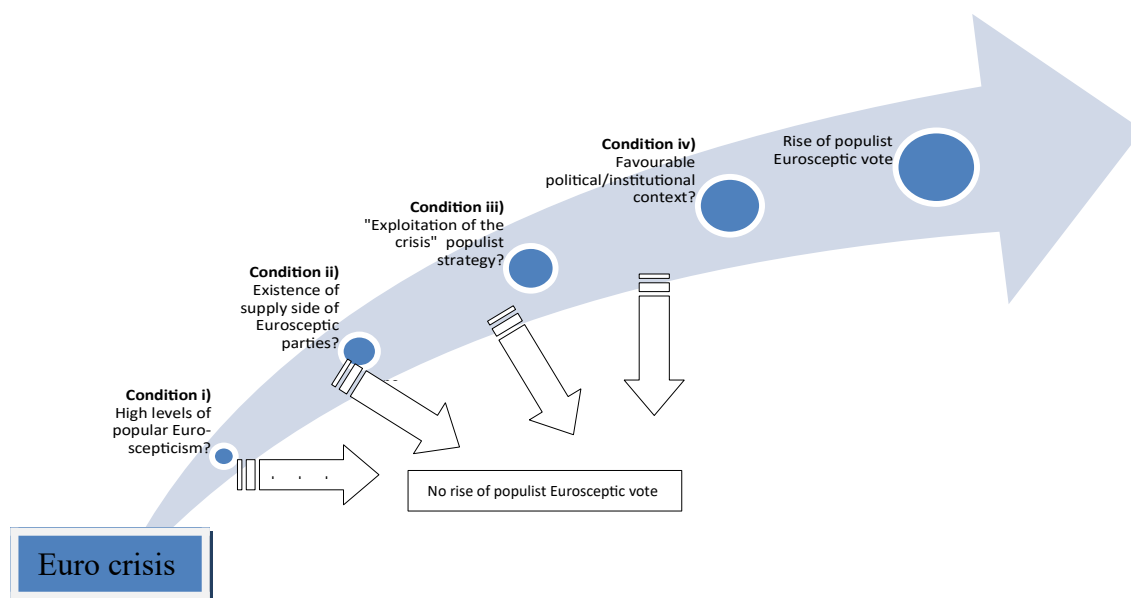 Condition iv)
Favourable
political/institutional
context?
Rise of populist
Eurosceptic vote
Condition iii)
"Exploitation of the
crisis" populist
strategy?
Condition ii)
Existence of
supply side of
Eurosceptic
parties?
Condition i)
High levels of
popular Euro-
scepticism?
No rise of populist Eurosceptic vote
Euro crisis